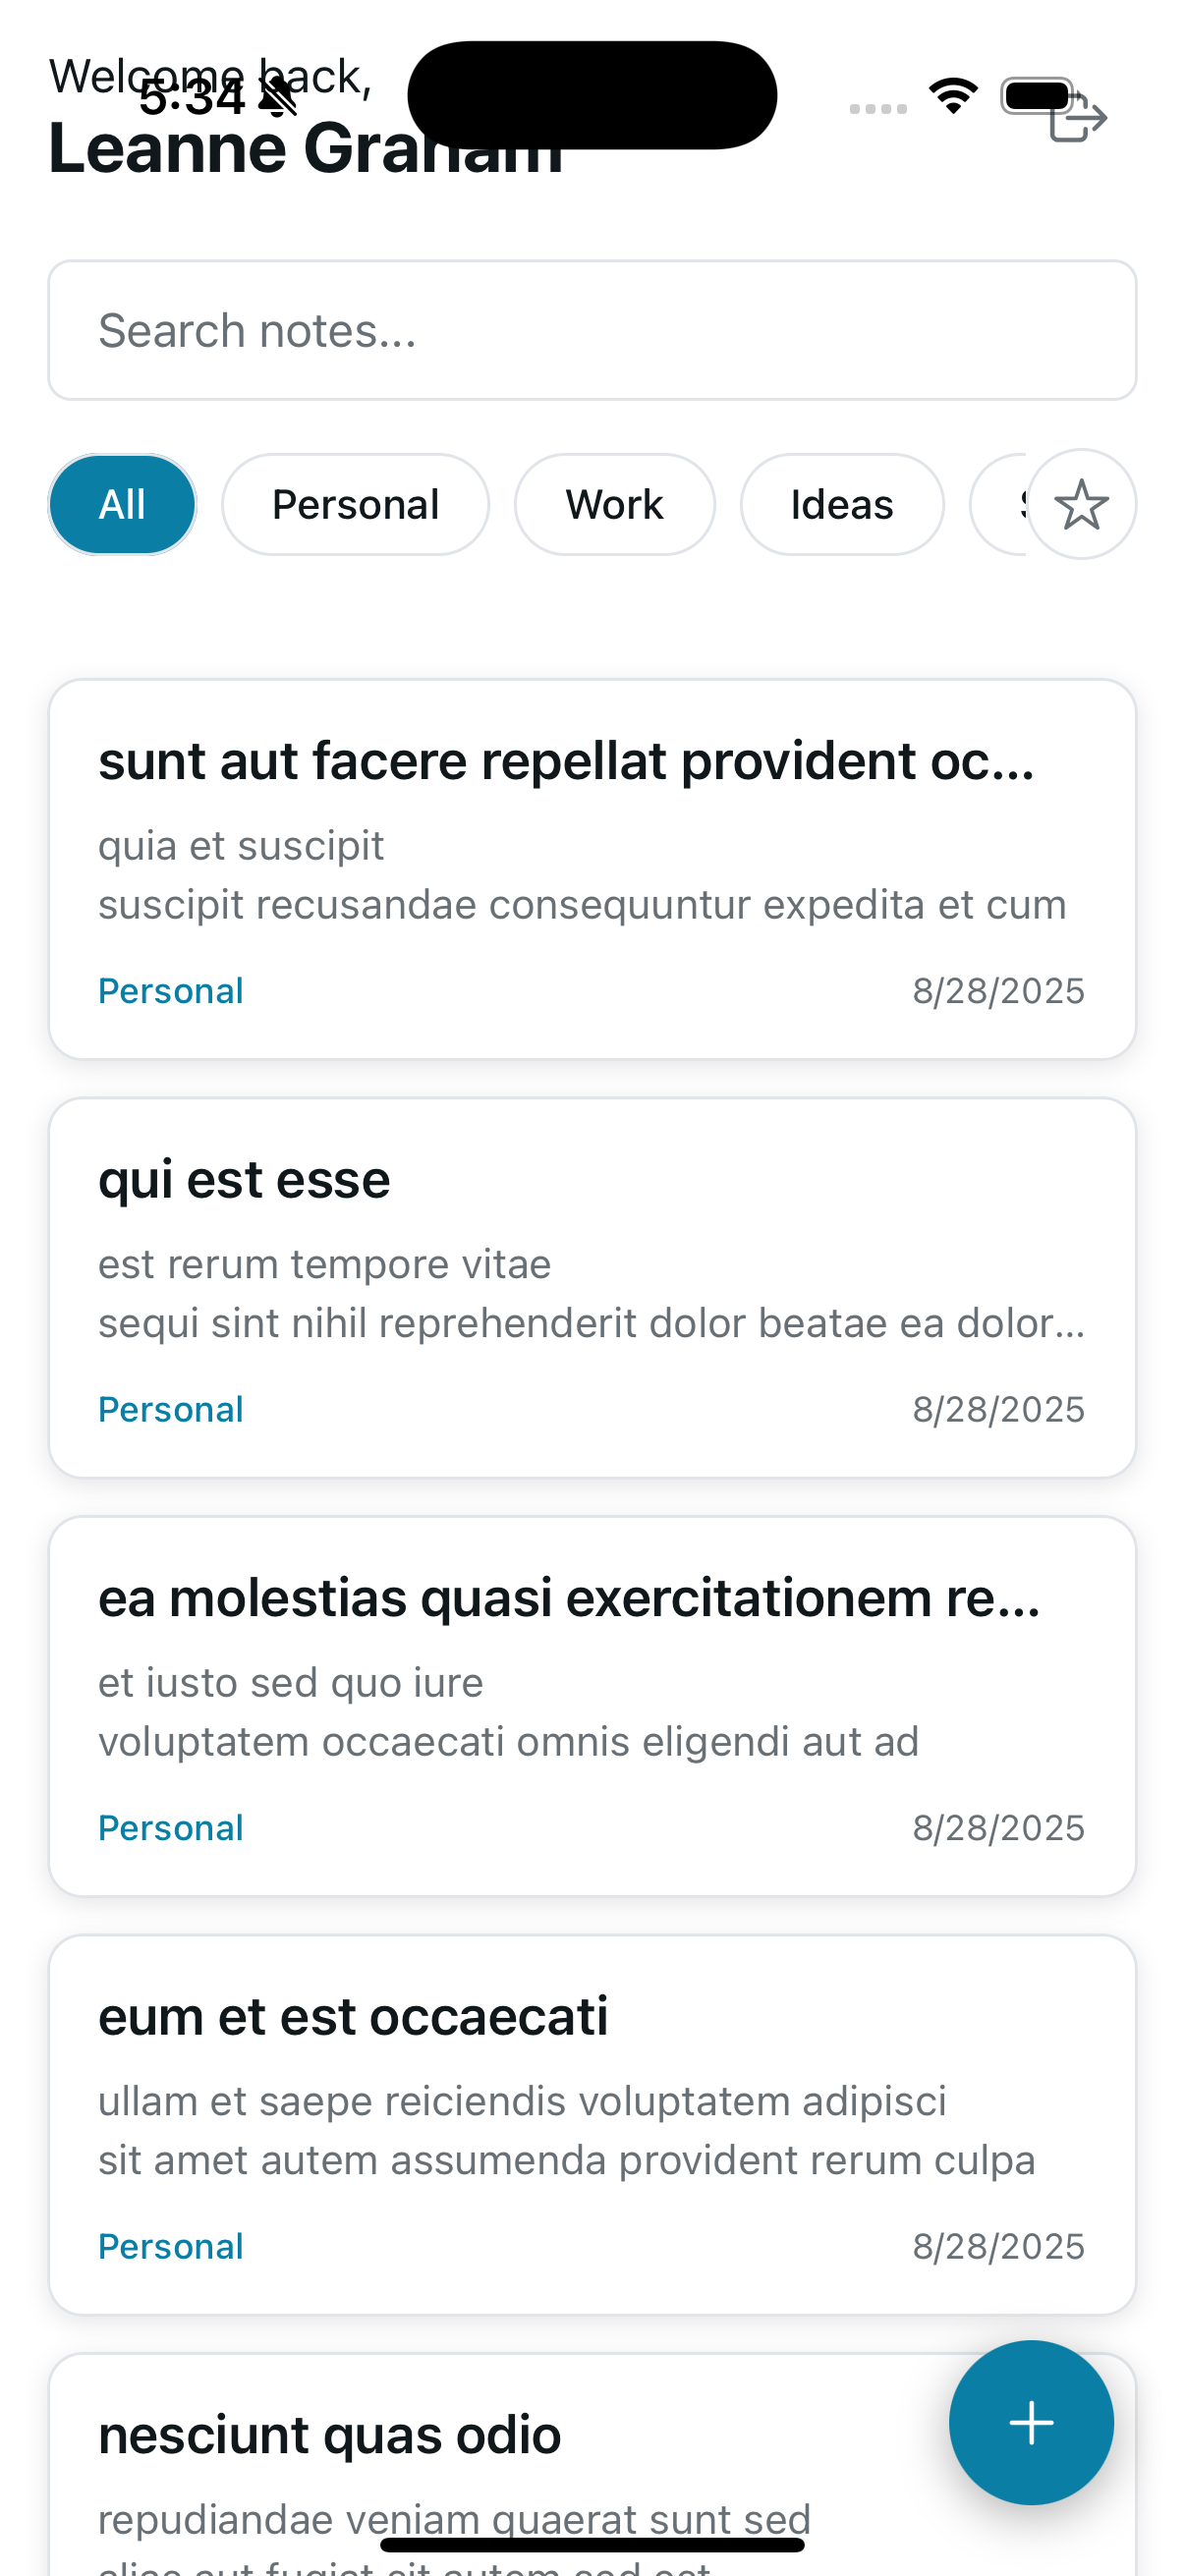 Welcome back,
5:34
Leanne Graham
Search notes...
All
Personal
Work
Ideas
sunt aut facere repellat provident oc...
quia et suscipit
suscipit recusandae consequuntur expedita et cum
Personal
8/28/2025
qui est esse
est rerum tempore vitae
sequi sint nihil reprehenderit dolor beatae ea dolor...
Personal
8/28/2025
ea molestias quasi exercitationem re...
et iusto sed quo iure
voluptatem occaecati omnis eligendi aut ad
Personal
8/28/2025
eum et est occaecati
ullam et saepe reiciendis voluptatem adipisci
sit amet autem assumenda provident rerum culpa
Personal
8/28/2025
nesciunt quas odio
repudiandae veniam quaerat sunt sed